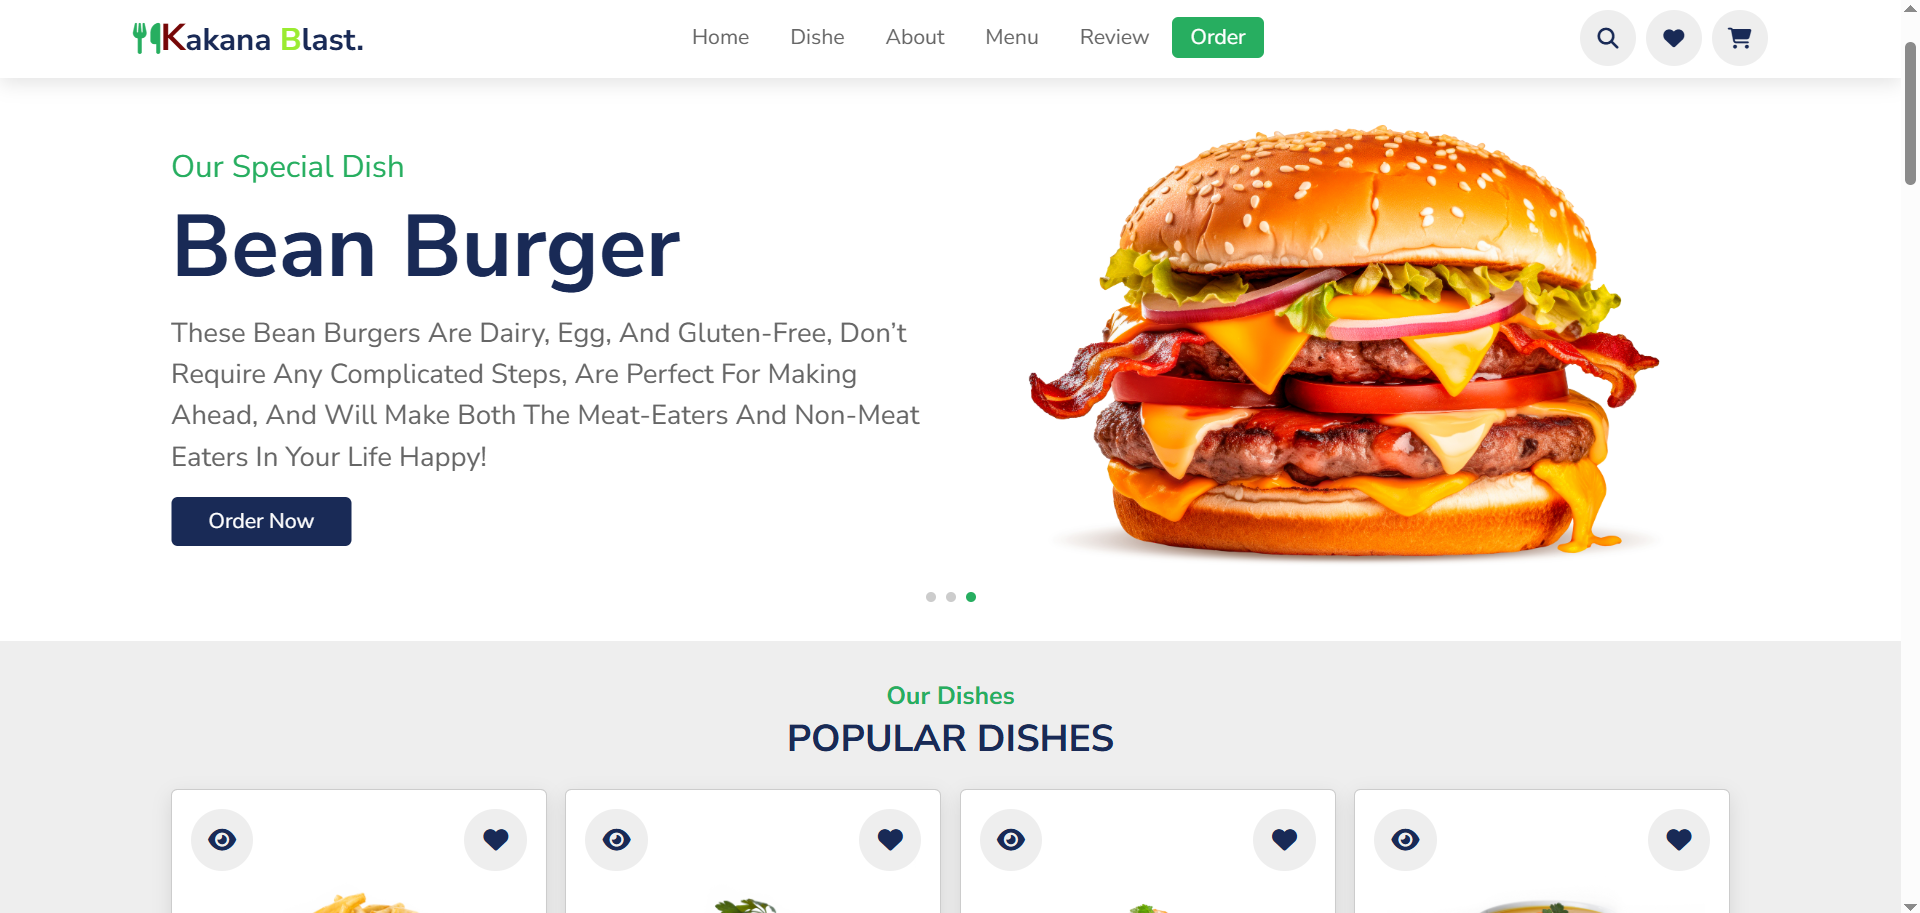 Kakana Blast.
Home Dishe About Menu Review Order
Our Special Dish
Bean Burger
These Bean Burgers Are Dairy, Egg, And Gluten-Free, Don’t
Require Any Complicated Steps, Are Perfect For Making
Ahead, And Will Make Both The Meat-Eaters And Non-Meat
Eaters In Your Life Happy!
Order Now
Our Dishes
POPULAR DISHES